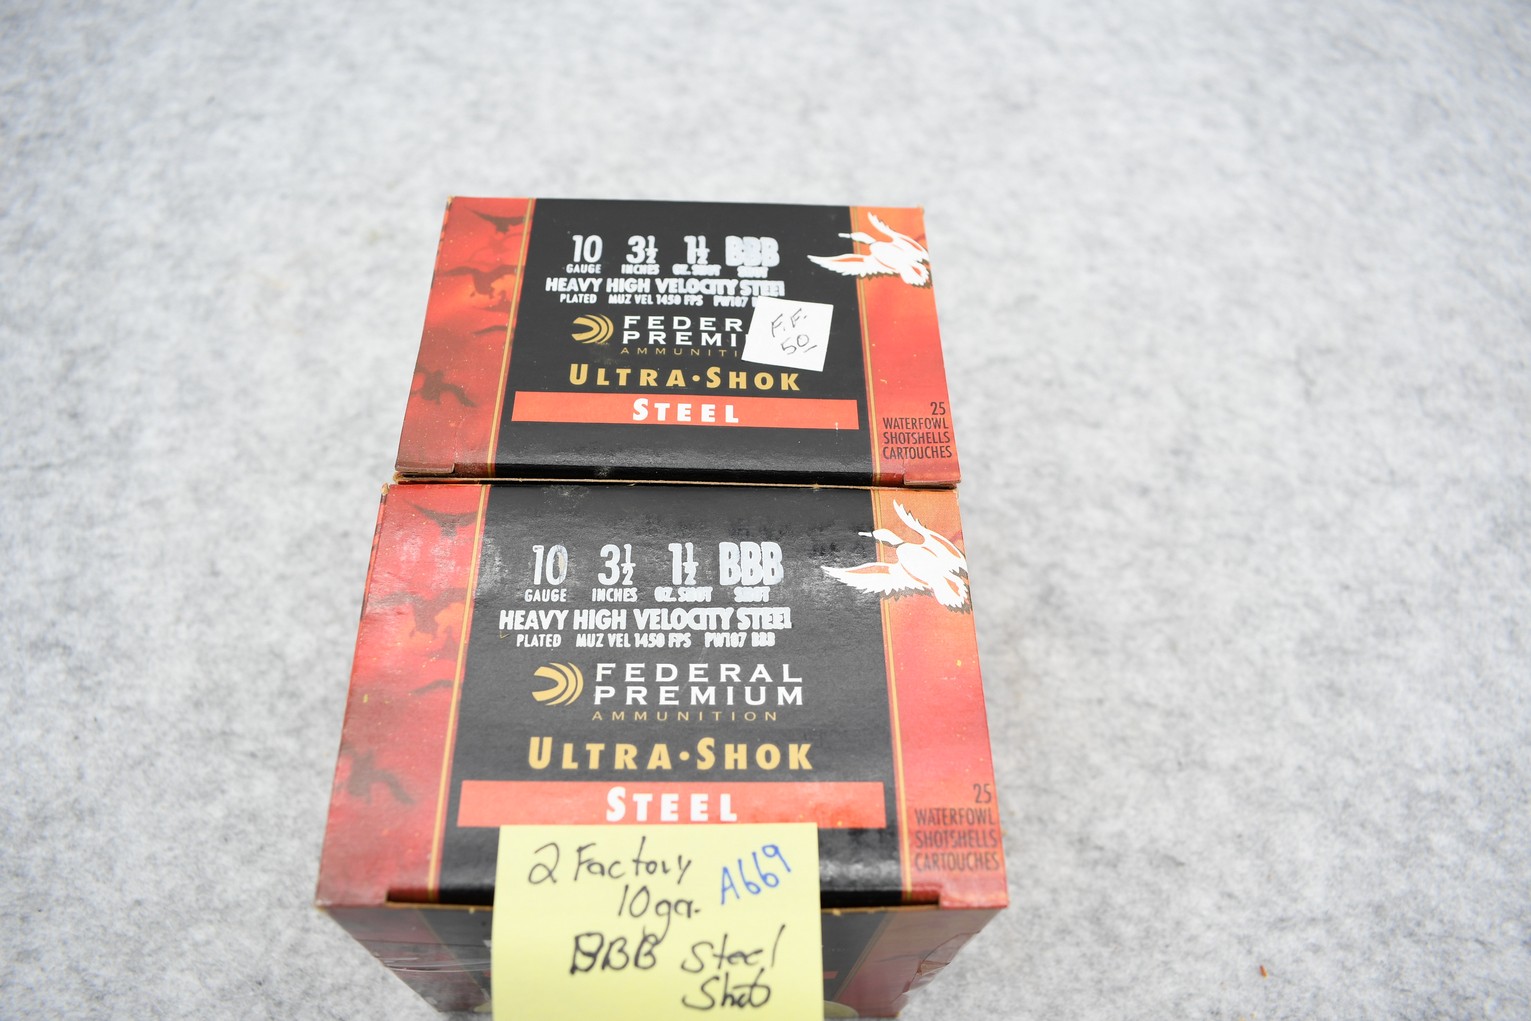 10 3½ 1½ BBB
GAUGE INCHES OZ. SHOT SHOT
HEAVY HIGH VELOCITY STEEL
PLATED MUZ VEL 1450 FPS PW107
F.F.
50
FEDER
PREMI
AMMUNITI
ULTRA•SHOK
STEEL
25
WATERFOWL
SHOTSHELLS
CARTOUCHES
10 3½ 1½ BBB
GAUGE INCHES OZ. SHOT SHOT
HEAVY HIGH VELOCITY STEEL
PLATED MUZ VEL 1450 FPS PW107 BBB
FEDERAL
PREMIUM
AMMUNITION
ULTRA•SHOK
STEEL
25
WATERFOWL
SHOTSHELLS
CARTOUCHES
2 Factory
10ga.
A669
BBB Steel
Shot